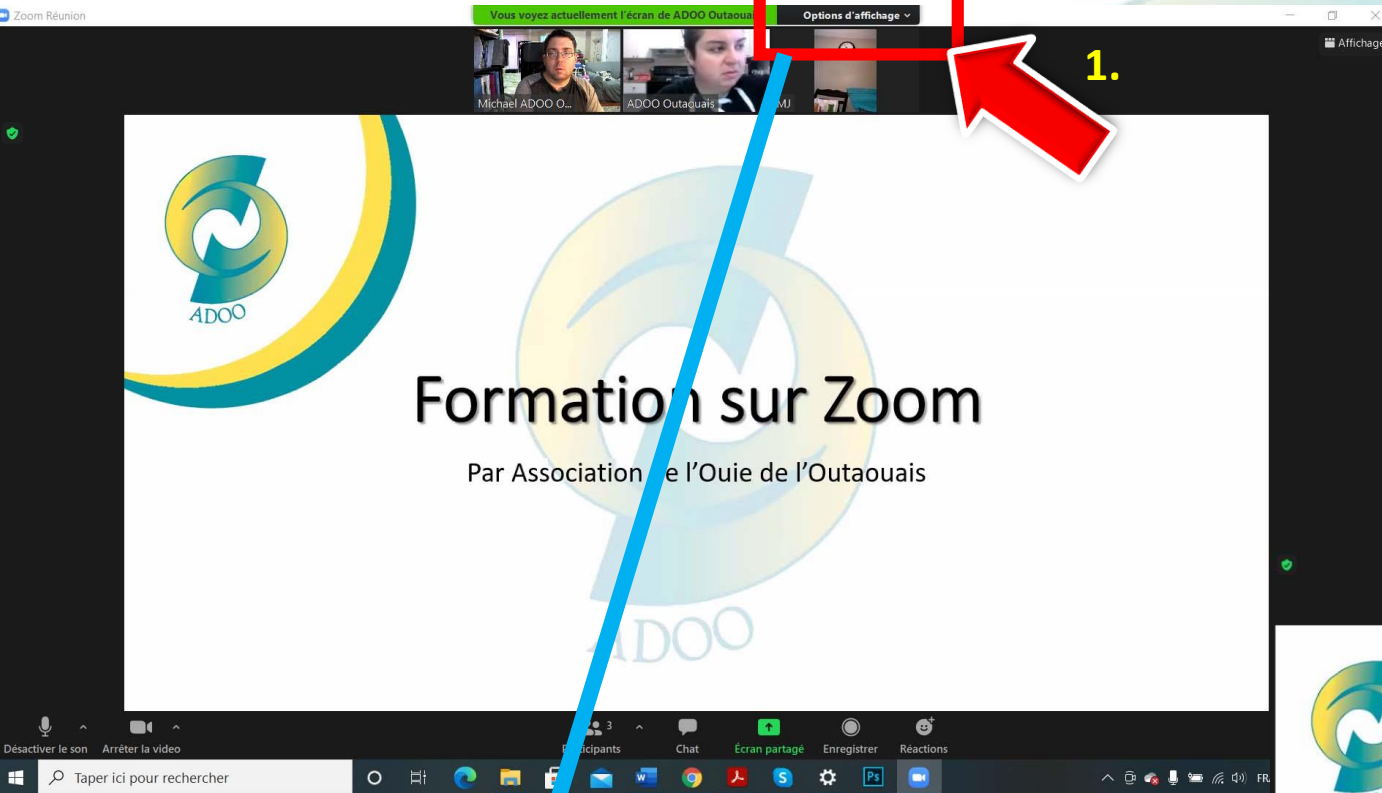 Zoom Réunion
Vous voyez actuellement l'écran de ADOO Outaouais
Options d'affichage
Affichage
1.
Michael ADOO O...
ADOO Outaouais
MJ
ADOO
Formation sur Zoom
Par Association de l'Ouie de l'Outaouais
ADOO
3
Désactiver le son
Arrêter la video
Participants
Chat
Écran partagé
Enregistrer
Réactions
Taper ici pour rechercher
W
S
Ps